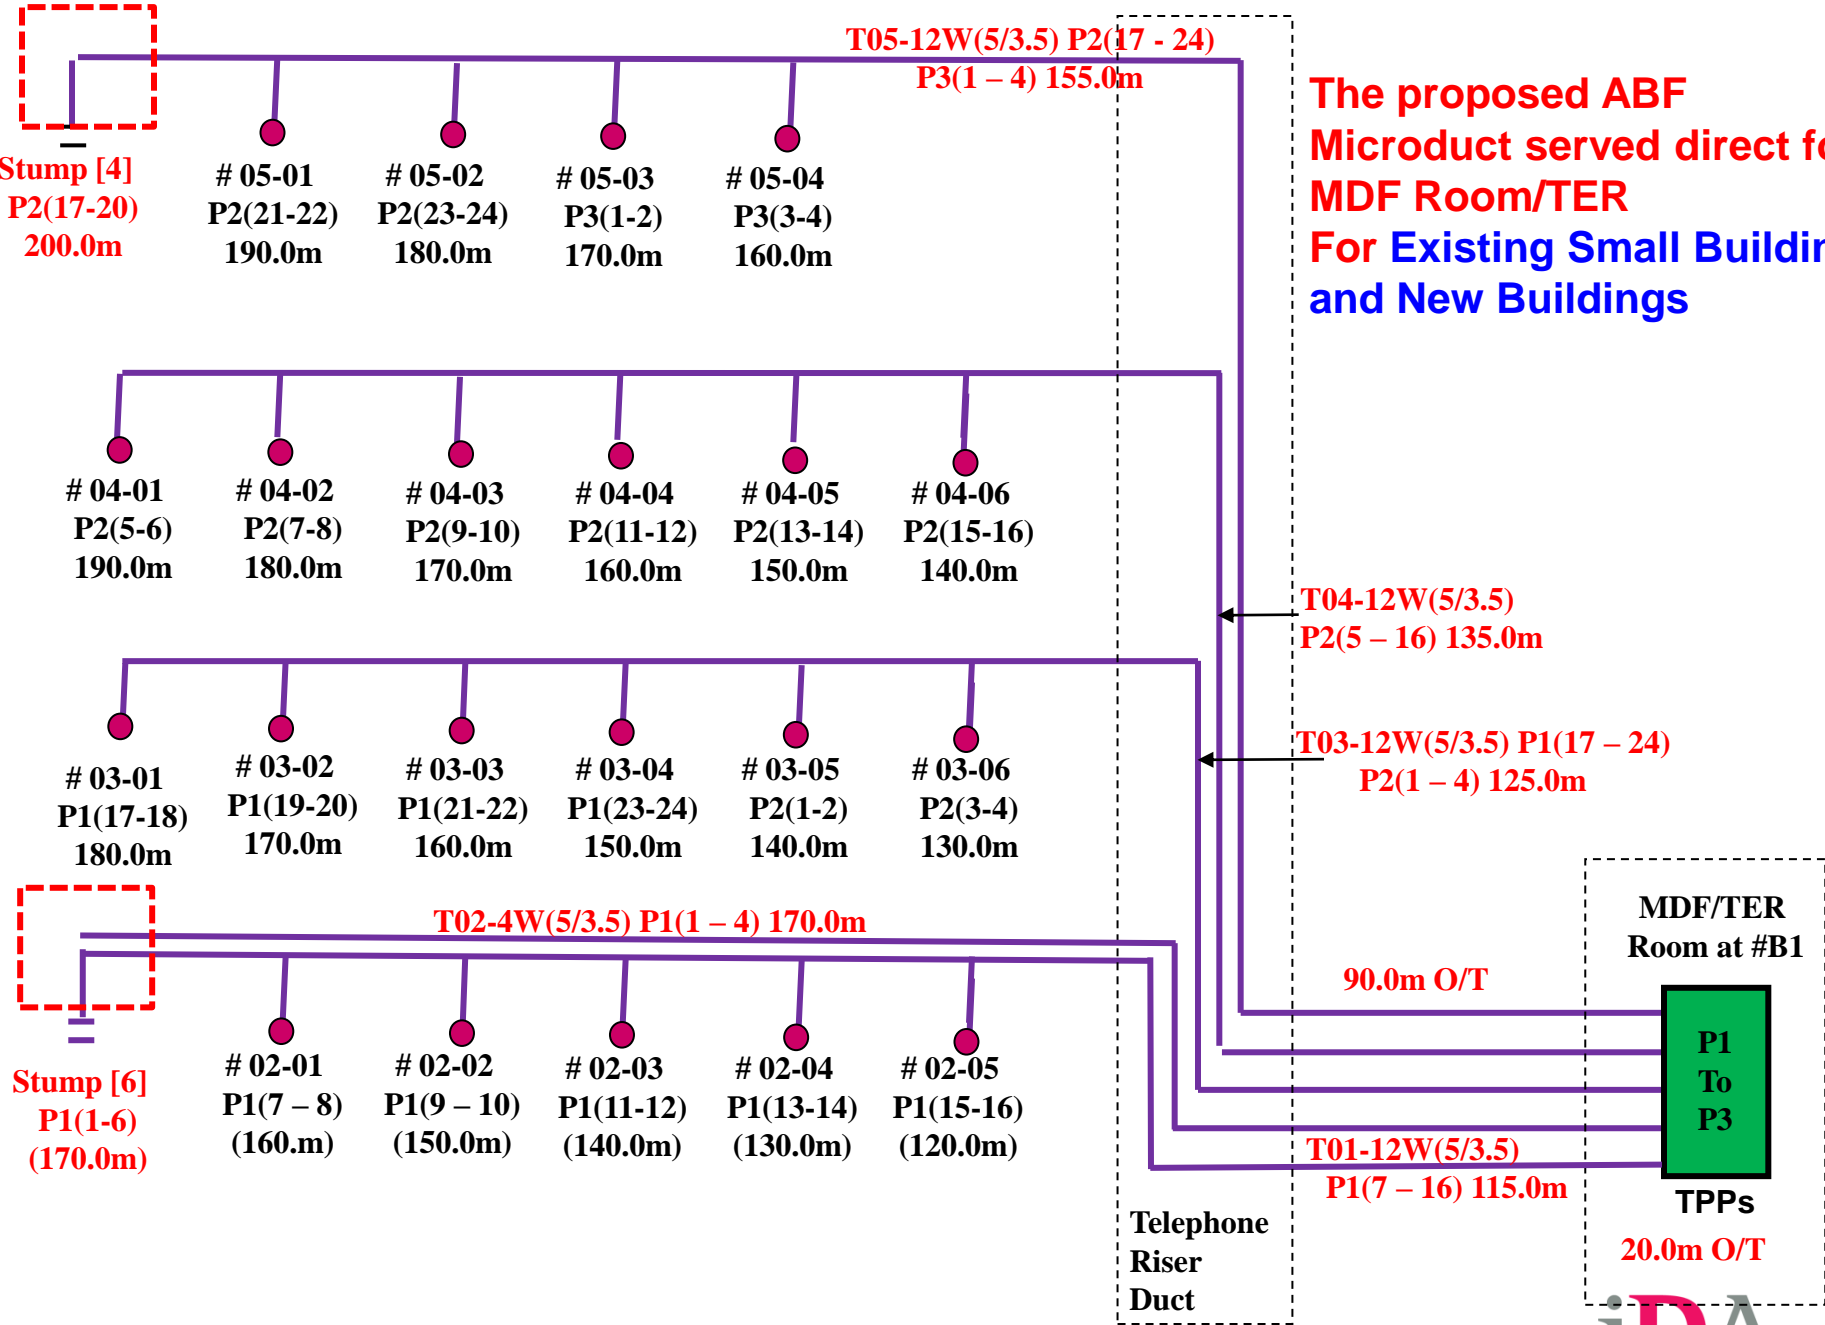 T05-12W(5/3.5) P2(17 - 24)
P3(1 – 4) 155.0m
The proposed ABF
Microduct served direct fo
MDF Room/TER
For Existing Small Buildin
and New Buildings
Stump [4]
P2(17-20)
200.0m
# 05-01
P2(21-22)
190.0m
# 05-02
P2(23-24)
180.0m
# 05-03
P3(1-2)
170.0m
# 05-04
P3(3-4)
160.0m
# 04-01
P2(5-6)
190.0m
# 04-02
P2(7-8)
180.0m
# 04-03
P2(9-10)
170.0m
# 04-04
P2(11-12)
160.0m
# 04-05
P2(13-14)
150.0m
# 04-06
P2(15-16)
140.0m
T04-12W(5/3.5)
P2(5 – 16) 135.0m
T03-12W(5/3.5) P1(17 – 24)
P2(1 – 4) 125.0m
# 03-01
P1(17-18)
180.0m
# 03-02
P1(19-20)
170.0m
# 03-03
P1(21-22)
160.0m
# 03-04
P1(23-24)
150.0m
# 03-05
P2(1-2)
140.0m
# 03-06
P2(3-4)
130.0m
T02-4W(5/3.5) P1(1 – 4) 170.0m
MDF/TER
Room at #B1
90.0m O/T
P1
To
P3
Stump [6]
P1(1-6)
(170.0m)
# 02-01
P1(7 – 8)
(160.m)
# 02-02
P1(9 – 10)
(150.0m)
# 02-03
P1(11-12)
(140.0m)
# 02-04
P1(13-14)
(130.0m)
# 02-05
P1(15-16)
(120.0m)
T01-12W(5/3.5)
P1(7 – 16) 115.0m
TPPs
20.0m O/T
Telephone
Riser
Duct
iDA